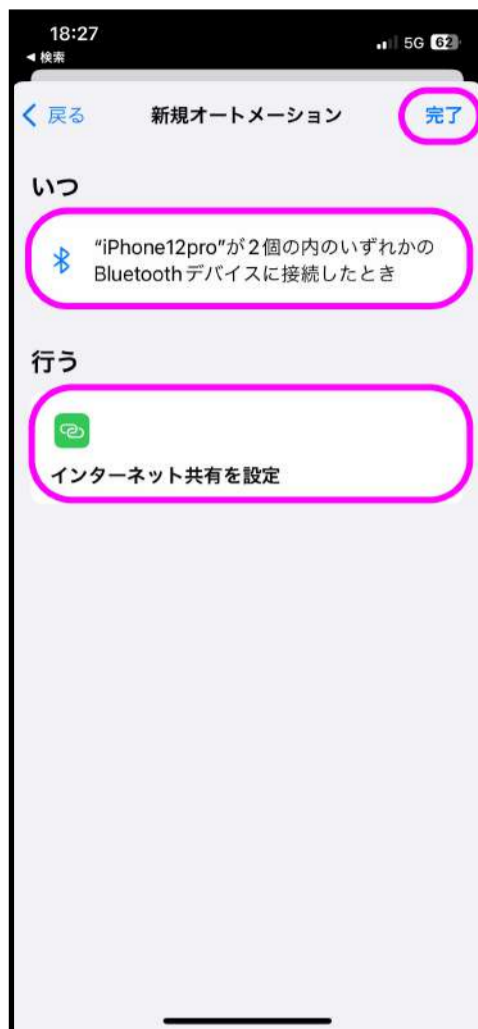 18:27
5G 62
◀ 検索
戻る
新規オートメーション
完了
いつ
“iPhone12pro”が2個の内のいずれかの
Bluetoothデバイスに接続したとき
行う
インターネット共有を設定